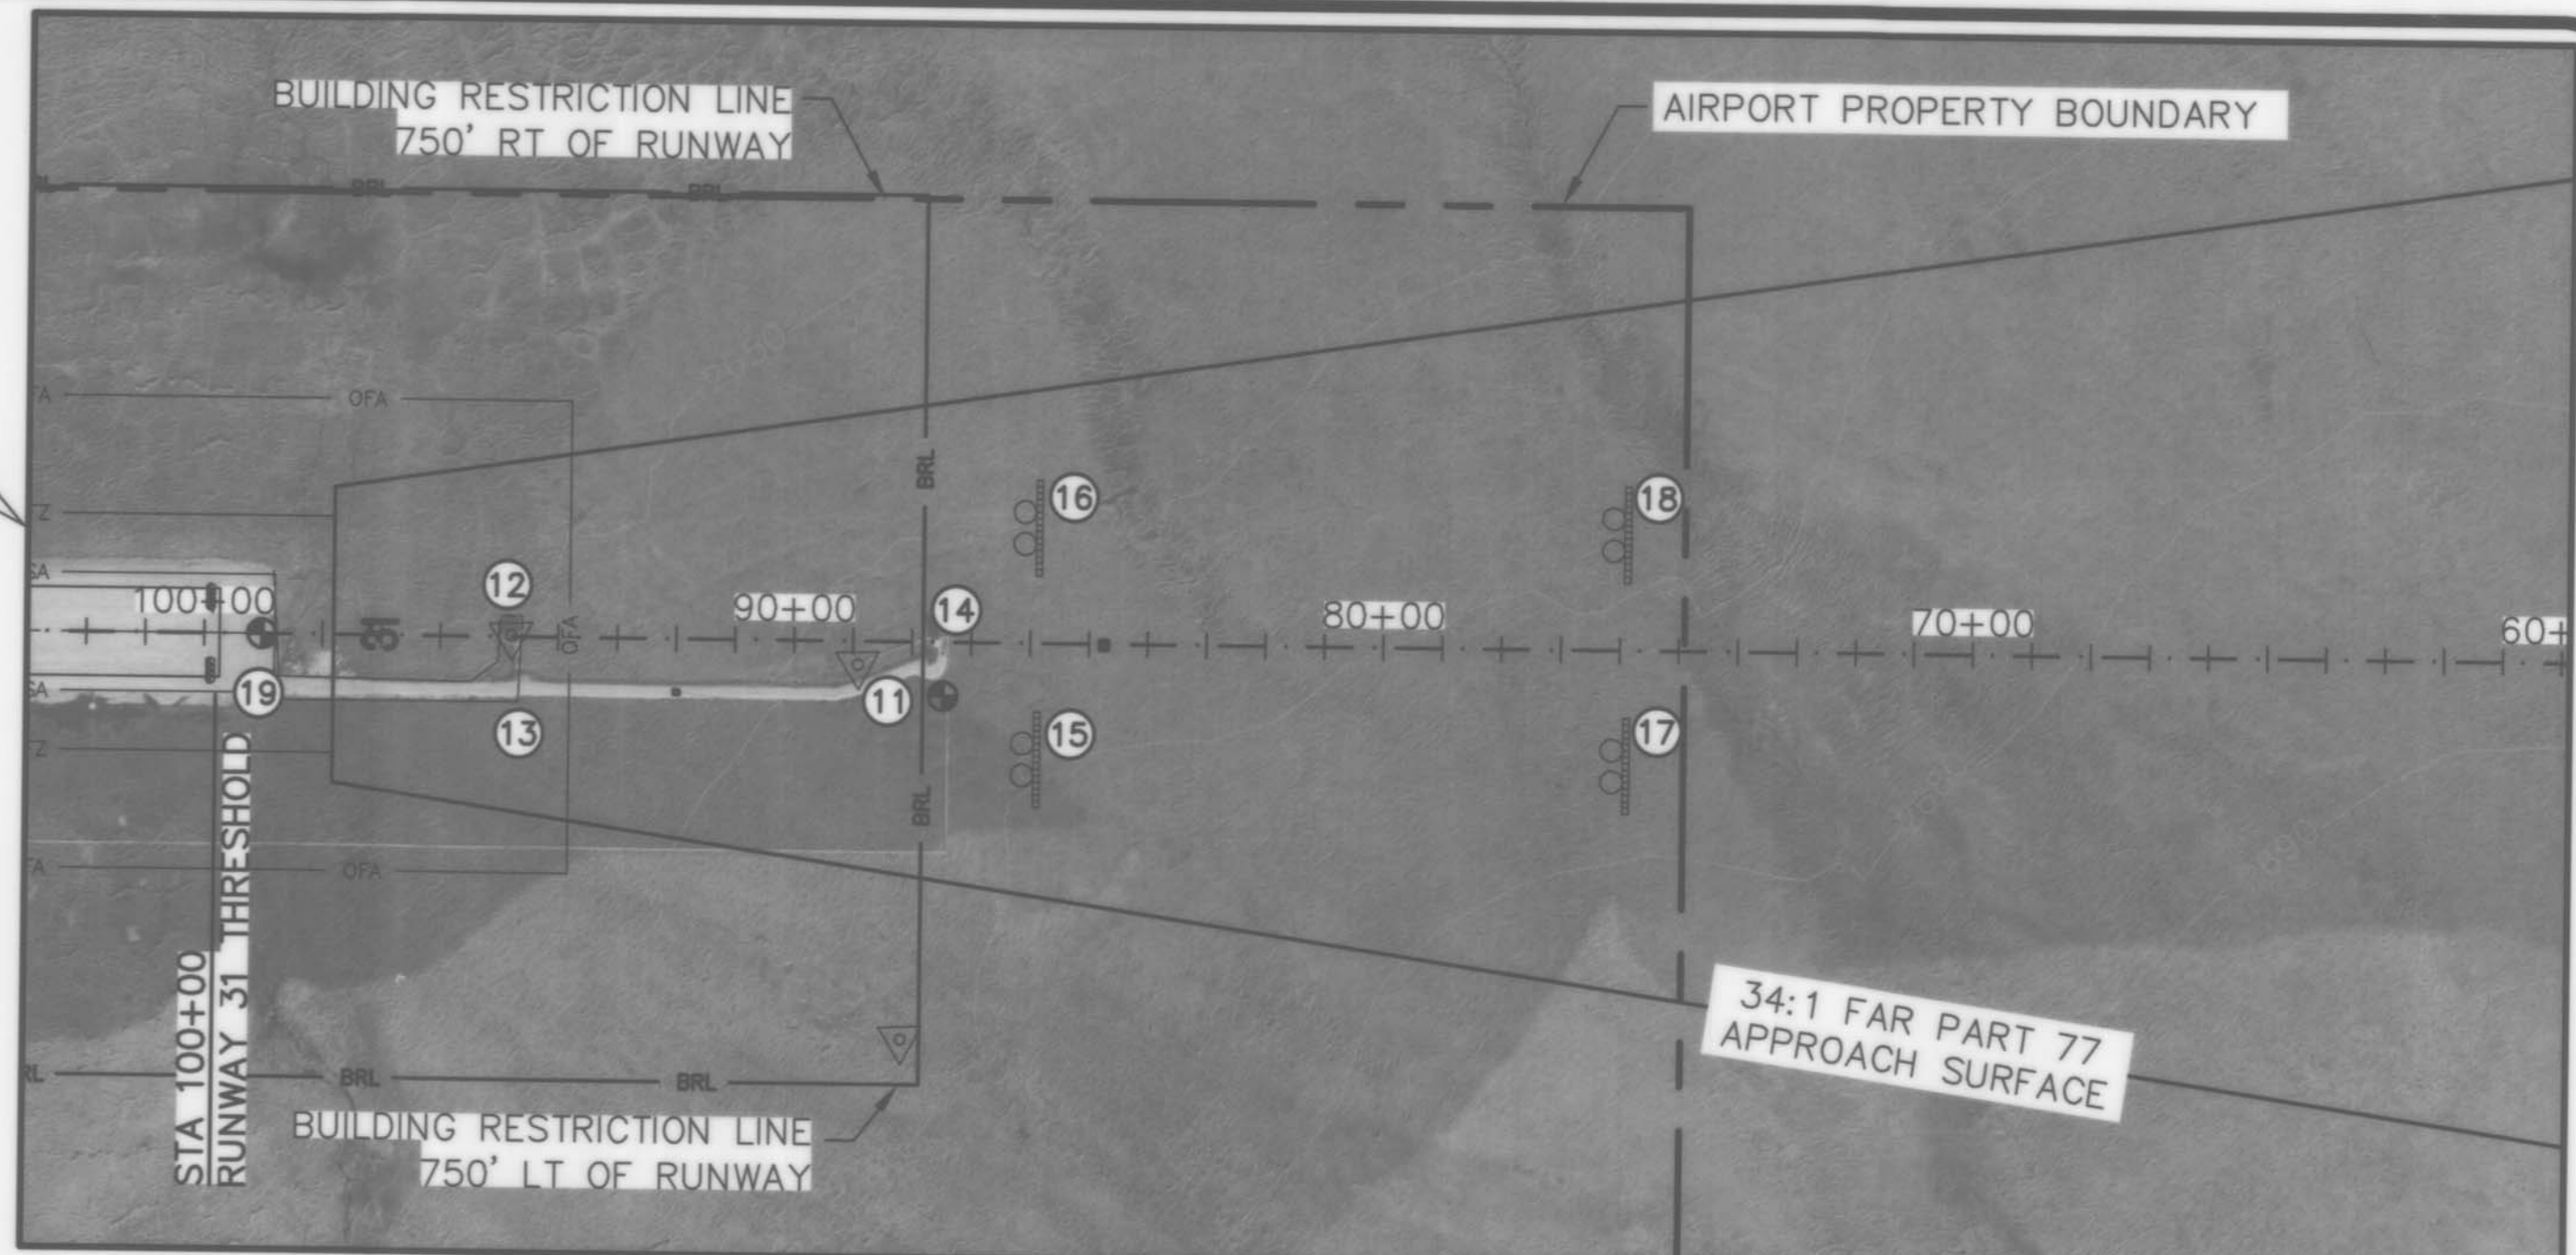 BUILDING RESTRICTION LINE
750' RT OF RUNWAY
AIRPORT PROPERTY BOUNDARY
BRL
BRL
OFA
BRL
16
18
12
100+00
90+00
14
80+00
70+00
60+
31
OFA
19
11
13
15
17
BRL
OFA
STA 100+00
RUNWAY 31 THRESHOLD
34:1 FAR PART 77
APPROACH SURFACE
BRL
BRL
BUILDING RESTRICTION LINE
750' LT OF RUNWAY